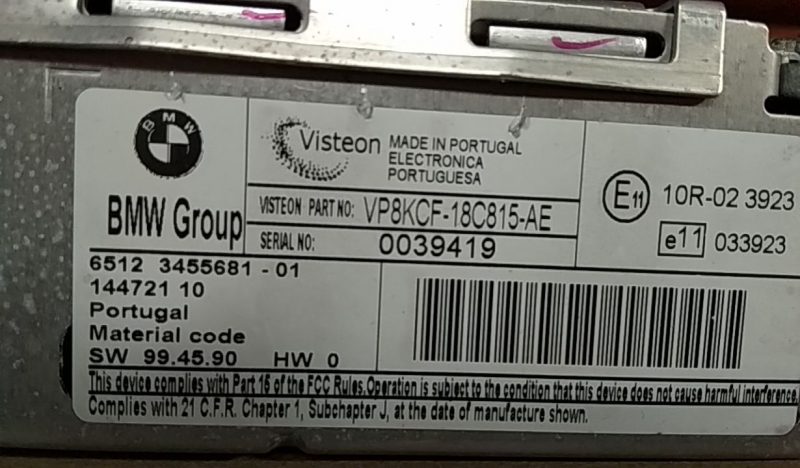 BMW
BMW Group
Visteon
MADE IN PORTUGAL
ELECTRONICA
PORTUGUESA
VISTEON PART NO: VP8KCF-18C815-AE
SERIAL NO: 0039419
E11 10R-02 3923
e11 033923
6512 3455681 - 01
144721 10
Portugal
Material code
SW 99.45.90 HW 0
This device complies with Part 15 of the FCC Rules.Operation is subject to the condition that this device does not cause harmful interference.
Complies with 21 C.F.R. Chapter 1, Subchapter J, at the date of manufacture shown.